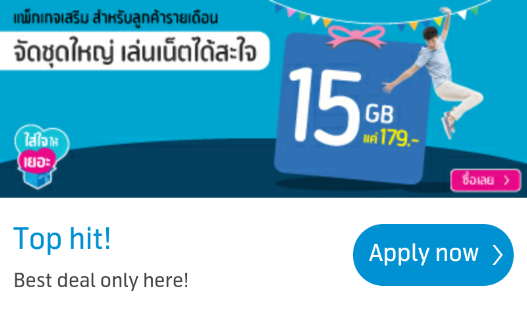 แพ็กเกจเสริม สำหรับลูกค้ารายเดือน
จัดชุดใหญ่ เล่นเน็ตได้สะใจ
15 GB
แค่ 179.-
ใส่ใจให้
เยอะ
ซื้อเลย >
Top hit!
Apply now >
Best deal only here!